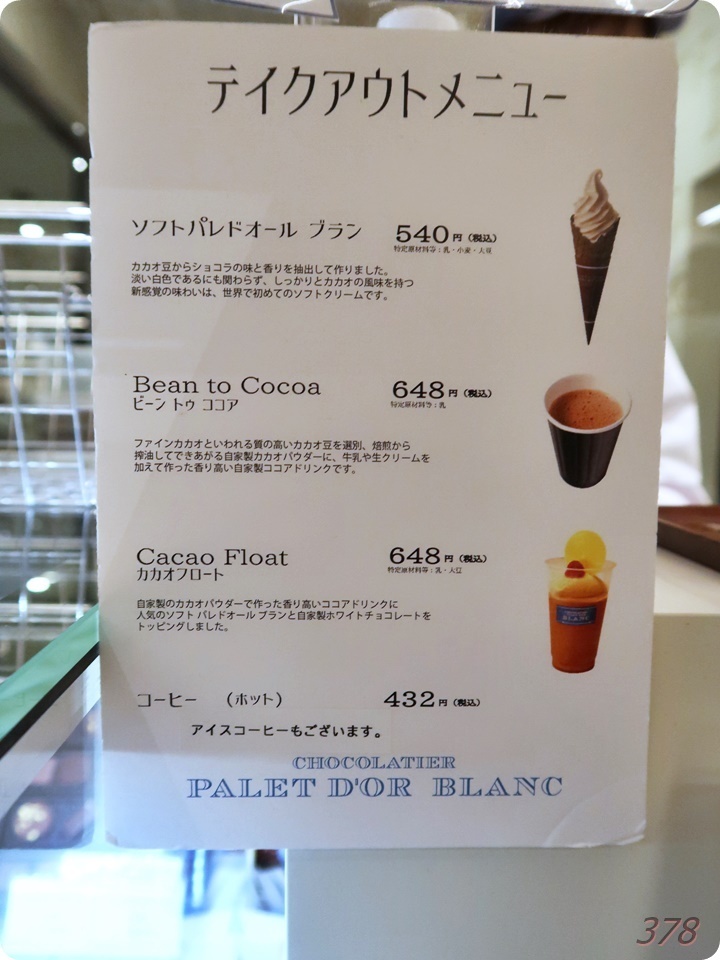 テイクアウトメニュー
ソフトパレドオール ブラン 540円（税込）
特定原材料等：乳・小麦・大豆
カカオ豆からショコラの味と香りを抽出して作りました。
淡い白色であるにも関わらず、しっかりとカカオの風味を持つ
新感覚の味わいは、世界で初めてのソフトクリームです。
Bean to Cocoa 648円（税込）
ビーン トゥ ココア 特定原材料等：乳
ファインカカオといわれる質の高いカカオ豆を選別、焙煎から
搾油してできあがる自家製カカオパウダーに、牛乳や生クリームを
加えて作った香り高い自家製ココアドリンクです。
Cacao Float 648円（税込）
カカオフロート 特定原材料等：乳・大豆
自家製のカカオパウダーで作った香り高いココアドリンクに
人気のソフト パレドオール ブランと自家製ホワイトチョコレートを
トッピングしました。
BLANC
コーヒー （ホット） 432円（税込）
アイスコーヒーもございます。
CHOCOLATIER
PALET D'OR BLANC
378